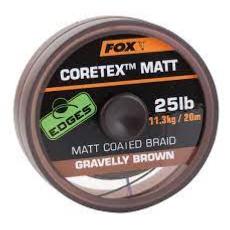 FOX
CORETEX™ MATT
25lb
11.3kg / 20m
EDGES
MATT COATED BRAID
GRAVELLY BROWN